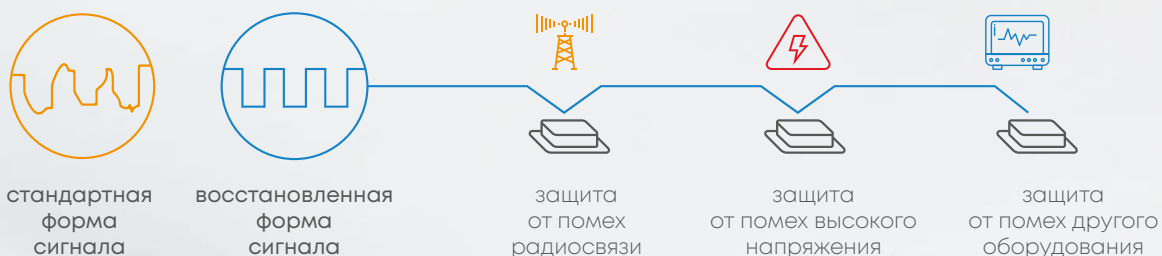 стандартная
форма
сигнала
восстановленная
форма
сигнала
защита
от помех
радиосвязи
защита
от помех высокого
напряжения
защита
от помех другого
оборудования